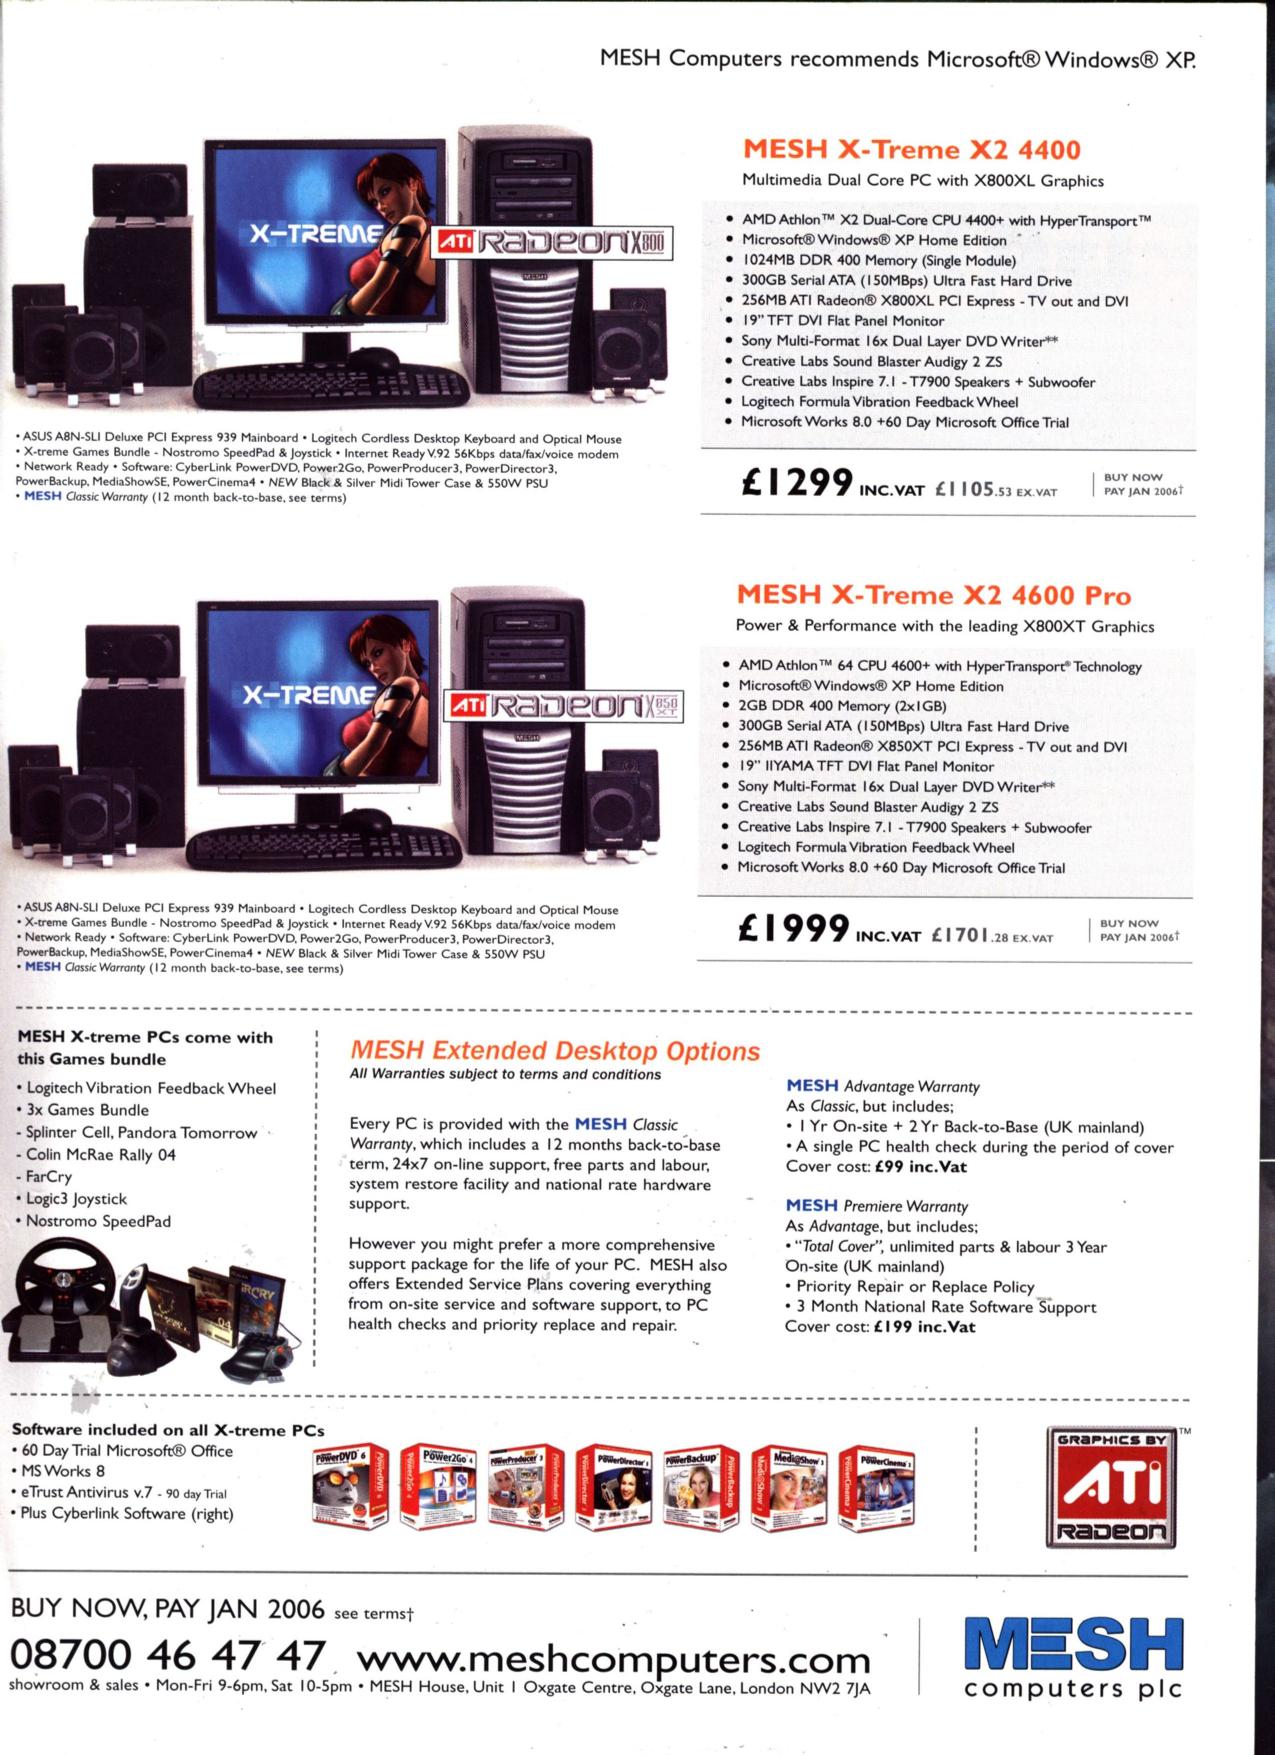 MESH Computers recommends Microsoft® Windows® XP.
X-TREME
ATI RADEON X800
MESH
MESH X-Treme X2 4400
Multimedia Dual Core PC with X800XL Graphics
• AMD Athlon™ X2 Dual-Core CPU 4400+ with HyperTransport™
• Microsoft® Windows® XP Home Edition
• 1024MB DDR 400 Memory (Single Module)
• 300GB Serial ATA (150MBps) Ultra Fast Hard Drive
• 256MB ATI Radeon® X800XL PCI Express - TV out and DVI
• 19" TFT DVI Flat Panel Monitor
• Sony Multi-Format 16x Dual Layer DVD Writer**
• Creative Labs Sound Blaster Audigy 2 ZS
• Creative Labs Inspire 7.1 - T7900 Speakers + Subwoofer
• Logitech Formula Vibration Feedback Wheel
• Microsoft Works 8.0 +60 Day Microsoft Office Trial
• ASUS A8N-SLI Deluxe PCI Express 939 Mainboard • Logitech Cordless Desktop Keyboard and Optical Mouse
• X-treme Games Bundle - Nostromo SpeedPad & Joystick • Internet Ready V.92 56Kbps data/fax/voice modem
• Network Ready • Software: CyberLink PowerDVD, Power2Go, PowerProducer3, PowerDirector3,
PowerBackup, MediaShowSE, PowerCinema4 • NEW Black & Silver Midi Tower Case & 550W PSU
• MESH Classic Warranty (12 month back-to-base, see terms)
£1299 INC.VAT £1105.53 EX.VAT
BUY NOW
PAY JAN 2006†
X-TREME
ATI RADEON X850 XT
MESH
MESH X-Treme X2 4600 Pro
Power & Performance with the leading X800XT Graphics
• AMD Athlon™ 64 CPU 4600+ with HyperTransport® Technology
• Microsoft® Windows® XP Home Edition
• 2GB DDR 400 Memory (2x1GB)
• 300GB Serial ATA (150MBps) Ultra Fast Hard Drive
• 256MB ATI Radeon® X850XT PCI Express - TV out and DVI
• 19" IIYAMA TFT DVI Flat Panel Monitor
• Sony Multi-Format 16x Dual Layer DVD Writer**
• Creative Labs Sound Blaster Audigy 2 ZS
• Creative Labs Inspire 7.1 - T7900 Speakers + Subwoofer
• Logitech Formula Vibration Feedback Wheel
• Microsoft Works 8.0 +60 Day Microsoft Office Trial
• ASUS A8N-SLI Deluxe PCI Express 939 Mainboard • Logitech Cordless Desktop Keyboard and Optical Mouse
• X-treme Games Bundle - Nostromo SpeedPad & Joystick • Internet Ready V.92 56Kbps data/fax/voice modem
• Network Ready • Software: CyberLink PowerDVD, Power2Go, PowerProducer3, PowerDirector3,
PowerBackup, MediaShowSE, PowerCinema4 • NEW Black & Silver Midi Tower Case & 550W PSU
• MESH Classic Warranty (12 month back-to-base, see terms)
£1999 INC.VAT £1701.28 EX.VAT
BUY NOW
PAY JAN 2006†
MESH X-treme PCs come with
this Games bundle
• Logitech Vibration Feedback Wheel
• 3x Games Bundle
- Splinter Cell, Pandora Tomorrow
- Colin McRae Rally 04
- FarCry
• Logic3 Joystick
• Nostromo SpeedPad
MESH Extended Desktop Options
All Warranties subject to terms and conditions
Every PC is provided with the MESH Classic
Warranty, which includes a 12 months back-to-base
term, 24x7 on-line support, free parts and labour,
system restore facility and national rate hardware
support.
However you might prefer a more comprehensive
support package for the life of your PC. MESH also
offers Extended Service Plans covering everything
from on-site service and software support, to PC
health checks and priority replace and repair.
MESH Advantage Warranty
As Classic, but includes;
• 1 Yr On-site + 2 Yr Back-to-Base (UK mainland)
• A single PC health check during the period of cover
Cover cost: £99 inc.Vat
MESH Premiere Warranty
As Advantage, but includes;
• "Total Cover", unlimited parts & labour 3 Year
On-site (UK mainland)
• Priority Repair or Replace Policy
• 3 Month National Rate Software Support
Cover cost: £199 inc.Vat
Software included on all X-treme PCs
• 60 Day Trial Microsoft® Office
• MS Works 8
• eTrust Antivirus v.7 - 90 day Trial
• Plus Cyberlink Software (right)
PowerDVD 6
Power2Go 4
PowerProducer 3
PowerDirector
PowerBackup
Medi@Show
PowerCinema
GRAPHICS BY
ATI
RADEON
™
BUY NOW, PAY JAN 2006 see terms†
08700 46 47 47 www.meshcomputers.com
showroom & sales • Mon-Fri 9-6pm, Sat 10-5pm • MESH House, Unit 1 Oxgate Centre, Oxgate Lane, London NW2 7JA
MESH
computers plc